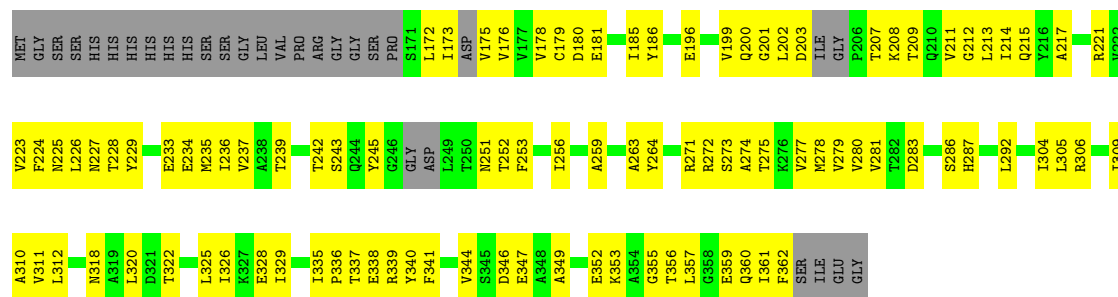 MET GLY SER SER HIS HIS HIS HIS HIS HIS SER SER GLY LEU VAL PRO ARG GLY GLY SER PRO S171 L172 I173 ASP V175 V176 V177 V178 C179 D180 E181 I185 Y186 E196 V199 Q200 G201 L202 D203 ILE GLY P206 T207 K208 T209 Q210 V211 G212 L213 I214 Q215 Y216 A217 R221 V222
V223 F224 N225 L226 N227 T228 Y229 E233 E234 M235 I236 V237 A238 T239 T242 S243 Q244 Y245 G246 GLY ASP L249 T250 N251 T252 F253 I256 A259 A263 Y264 R271 R272 S273 A274 T275 K276 V277 M278 V279 V280 V281 T282 D283 S286 H287 L292 I304 L305 R306 I309
A310 V311 L312 N318 A319 L320 D321 T322 L325 I326 K327 E328 I329 I335 P336 T337 E338 R339 Y340 F341 V344 S345 D346 E347 A348 A349 E352 K353 A354 G355 T356 L357 G358 E359 Q360 I361 F362 SER ILE GLU GLY